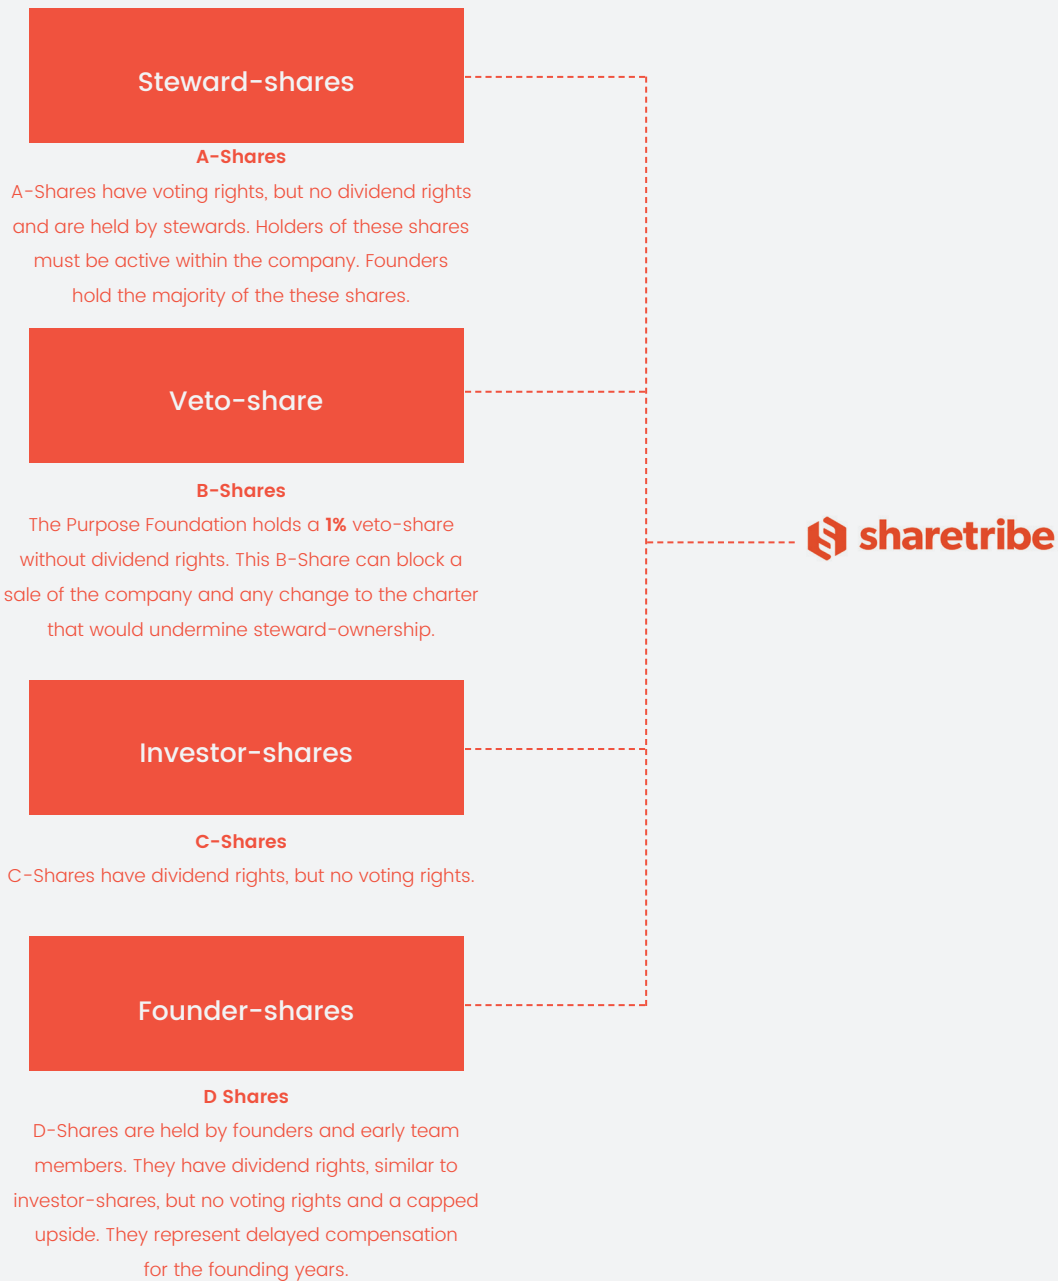 Steward-shares
A-Shares
A-Shares have voting rights, but no dividend rights
and are held by stewards. Holders of these shares
must be active within the company. Founders
hold the majority of the these shares.
Veto-share
B-Shares
The Purpose Foundation holds a 1% veto-share
without dividend rights. This B-Share can block a
sale of the company and any change to the charter
that would undermine steward-ownership.
sharetribe
Investor-shares
C-Shares
C-Shares have dividend rights, but no voting rights.
Founder-shares
D Shares
D-Shares are held by founders and early team
members. They have dividend rights, similar to
investor-shares, but no voting rights and a capped
upside. They represent delayed compensation
for the founding years.